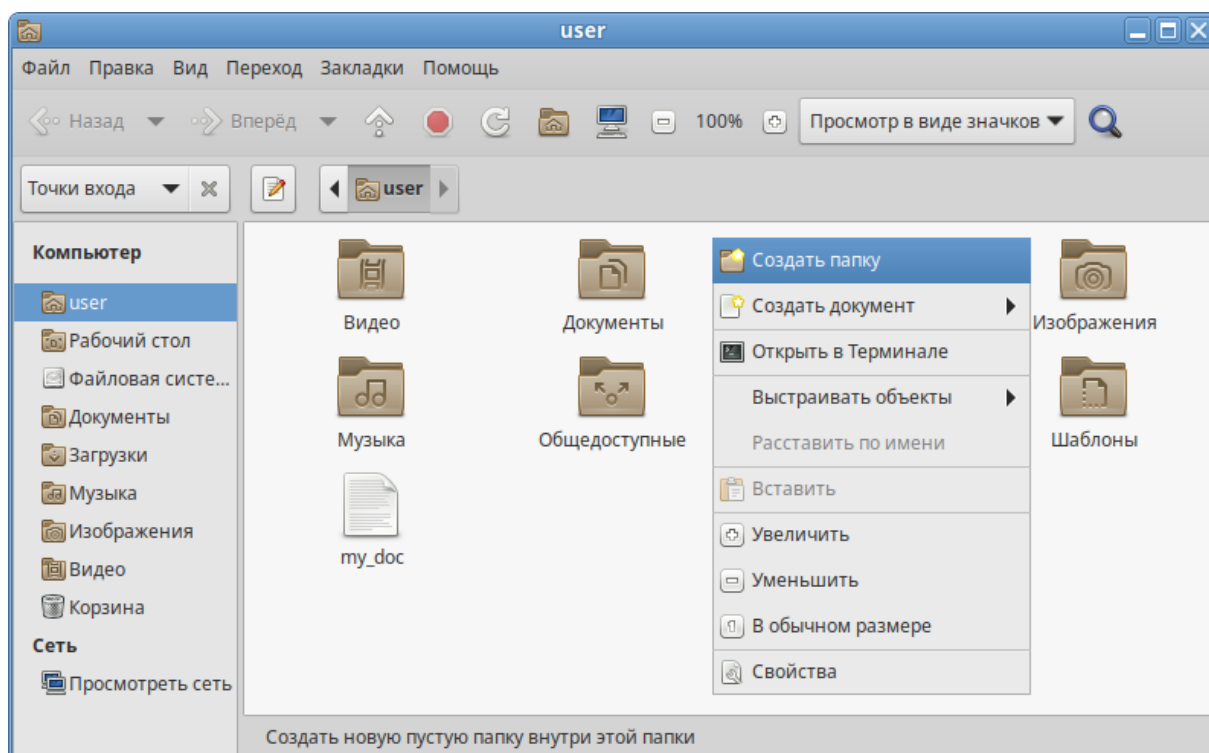 user
Файл Правка Вид Переход Закладки Помощь
Назад Вперёд 100% Просмотр в виде значков
Точки входа user
Компьютер
user
Рабочий стол
Файловая систе...
Документы
Загрузки
Музыка
Изображения
Видео
Корзина
Сеть
Просмотреть сеть
Видео
Документы
Изображения
Музыка
Общедоступные
Шаблоны
my_doc
Создать папку
Создать документ
Открыть в Терминале
Выстраивать объекты
Расставить по имени
Вставить
Увеличить
Уменьшить
В обычном размере
Свойства
Создать новую пустую папку внутри этой папки